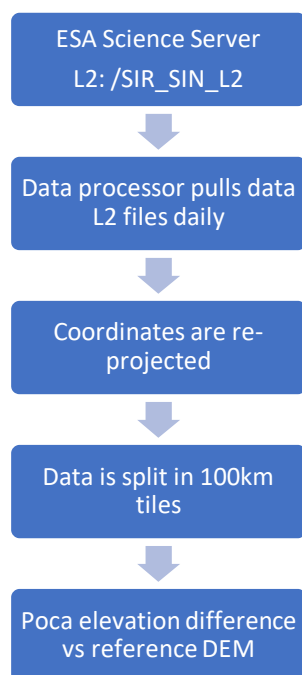 ESA Science Server
L2: /SIR_SIN_L2
Data processor pulls data
L2 files daily
Coordinates are re-
projected
Data is split in 100km
tiles
Poca elevation difference
vs reference DEM